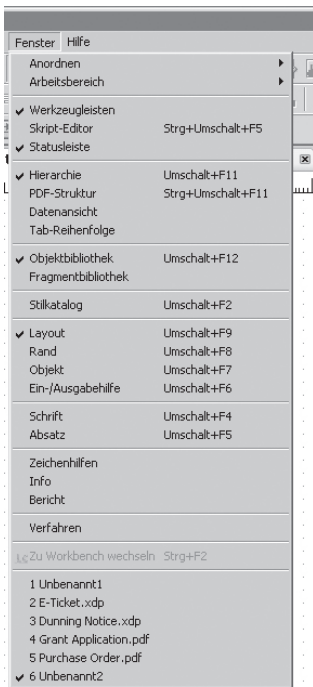 Fenster Hilfe
Anordnen
Arbeitsbereich
Werkzeugleisten
Skript-Editor Strg+Umschalt+F5
Statusleiste
Hierarchie Umschalt+F11
PDF-Struktur Strg+Umschalt+F11
Datenansicht
Tab-Reihenfolge
Objektbibliothek Umschalt+F12
Fragmentbibliothek
Stilkatalog Umschalt+F2
Layout Umschalt+F9
Rand Umschalt+F8
Objekt Umschalt+F7
Ein-/Ausgabehilfe Umschalt+F6
Schrift Umschalt+F4
Absatz Umschalt+F5
Zeichenhilfen
Info
Bericht
Verfahren
Lc Zu Workbench wechseln Strg+F2
1 Unbenannt1
2 E-Ticket.xdp
3 Dunning Notice.xdp
4 Grant Application.pdf
5 Purchase Order.pdf
6 Unbenannt2